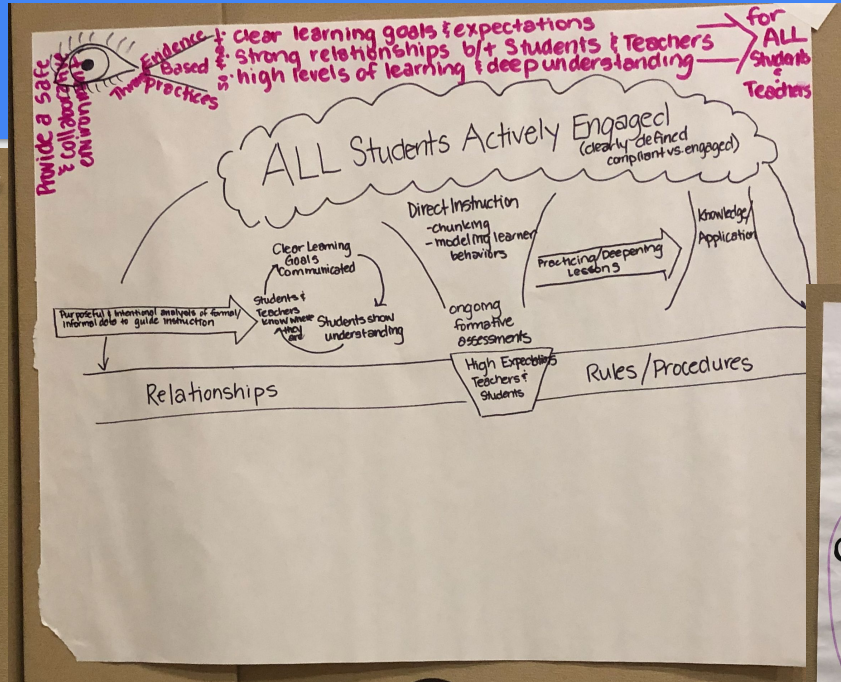 Provide a safe
& collaborative
environment
Three Evidence
Based
practices
1. Clear learning goals & expectations
2. Strong relationships b/t Students & Teachers
3. high levels of learning & deep understanding
for
ALL
Students
&
Teachers
ALL Students Actively Engaged
(clearly defined
compliant vs. engaged)
Direct Instruction
-chunking
-modeling learner
behaviors
Knowledge/
Application
Practicing/Deepening
Lessons
Clear Learning
Goals
Communicated
Students &
Teachers
Know where
they
are
Students show
understanding
ongoing
formative
assessments
Purposeful & Intentional analysis of formal/
informal data to guide instruction
High Expectations
Teachers &
Students
Relationships
Rules/Procedures